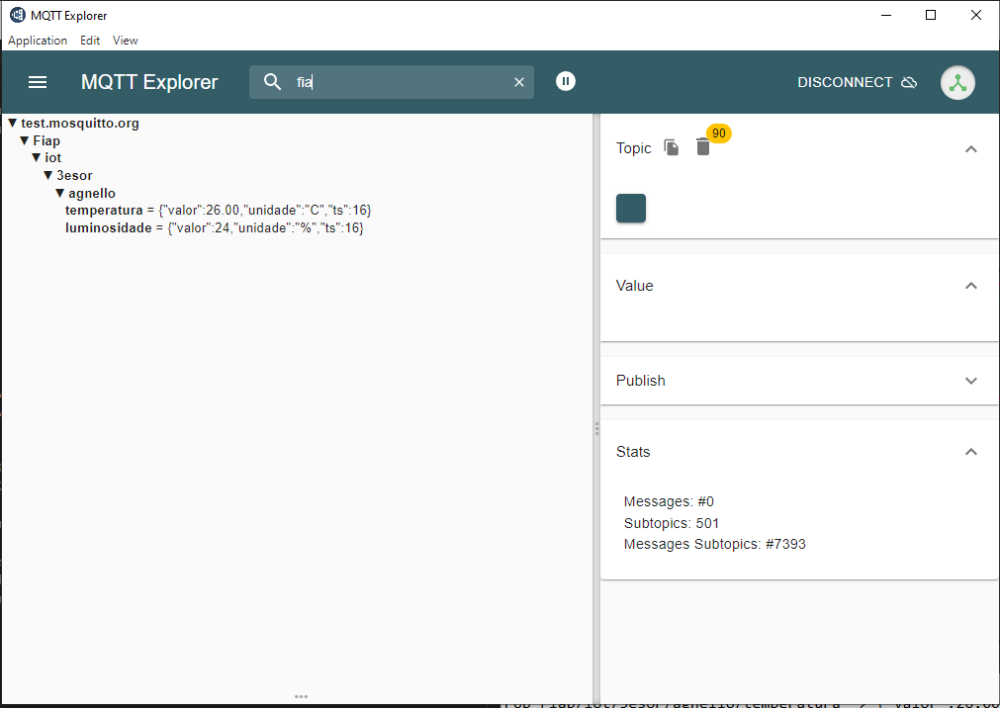 MQTT Explorer
Application Edit View
MQTT Explorer
fia
DISCONNECT
▼ test.mosquitto.org
▼ Fiap
▼ iot
▼ 3esor
▼ agnello
temperatura = {"valor":26.00,"unidade":"C","ts":16}
luminosidade = {"valor":24,"unidade":"%","ts":16}
Topic
90
Value
Publish
Stats
Messages: #0
Subtopics: 501
Messages Subtopics: #7393